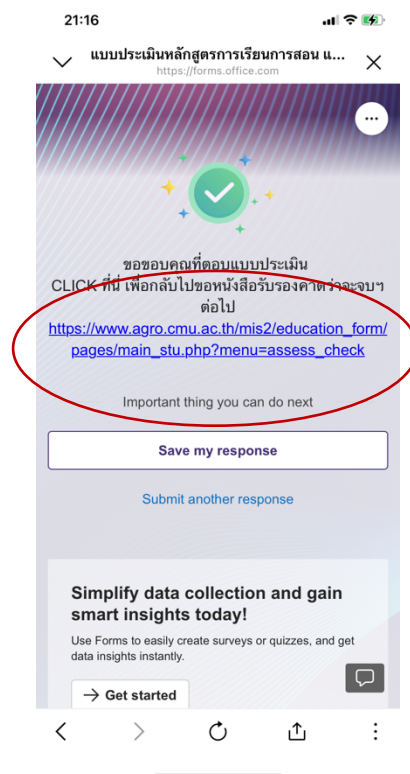 21:16
แบบประเมินหลักสูตรการเรียนการสอน แ...
https://forms.office.com
ขอขอบคุณที่ตอบแบบประเมิน
CLICK ที่นี่ เพื่อกลับไปขอหนังสือรับรองคาดว่าจะจบฯ
ต่อไป
https://www.agro.cmu.ac.th/mis2/education_form/
pages/main_stu.php?menu=assess_check
Important thing you can do next
Save my response
Submit another response
Simplify data collection and gain
smart insights today!
Use Forms to easily create surveys or quizzes, and get
data insights instantly.
Get started